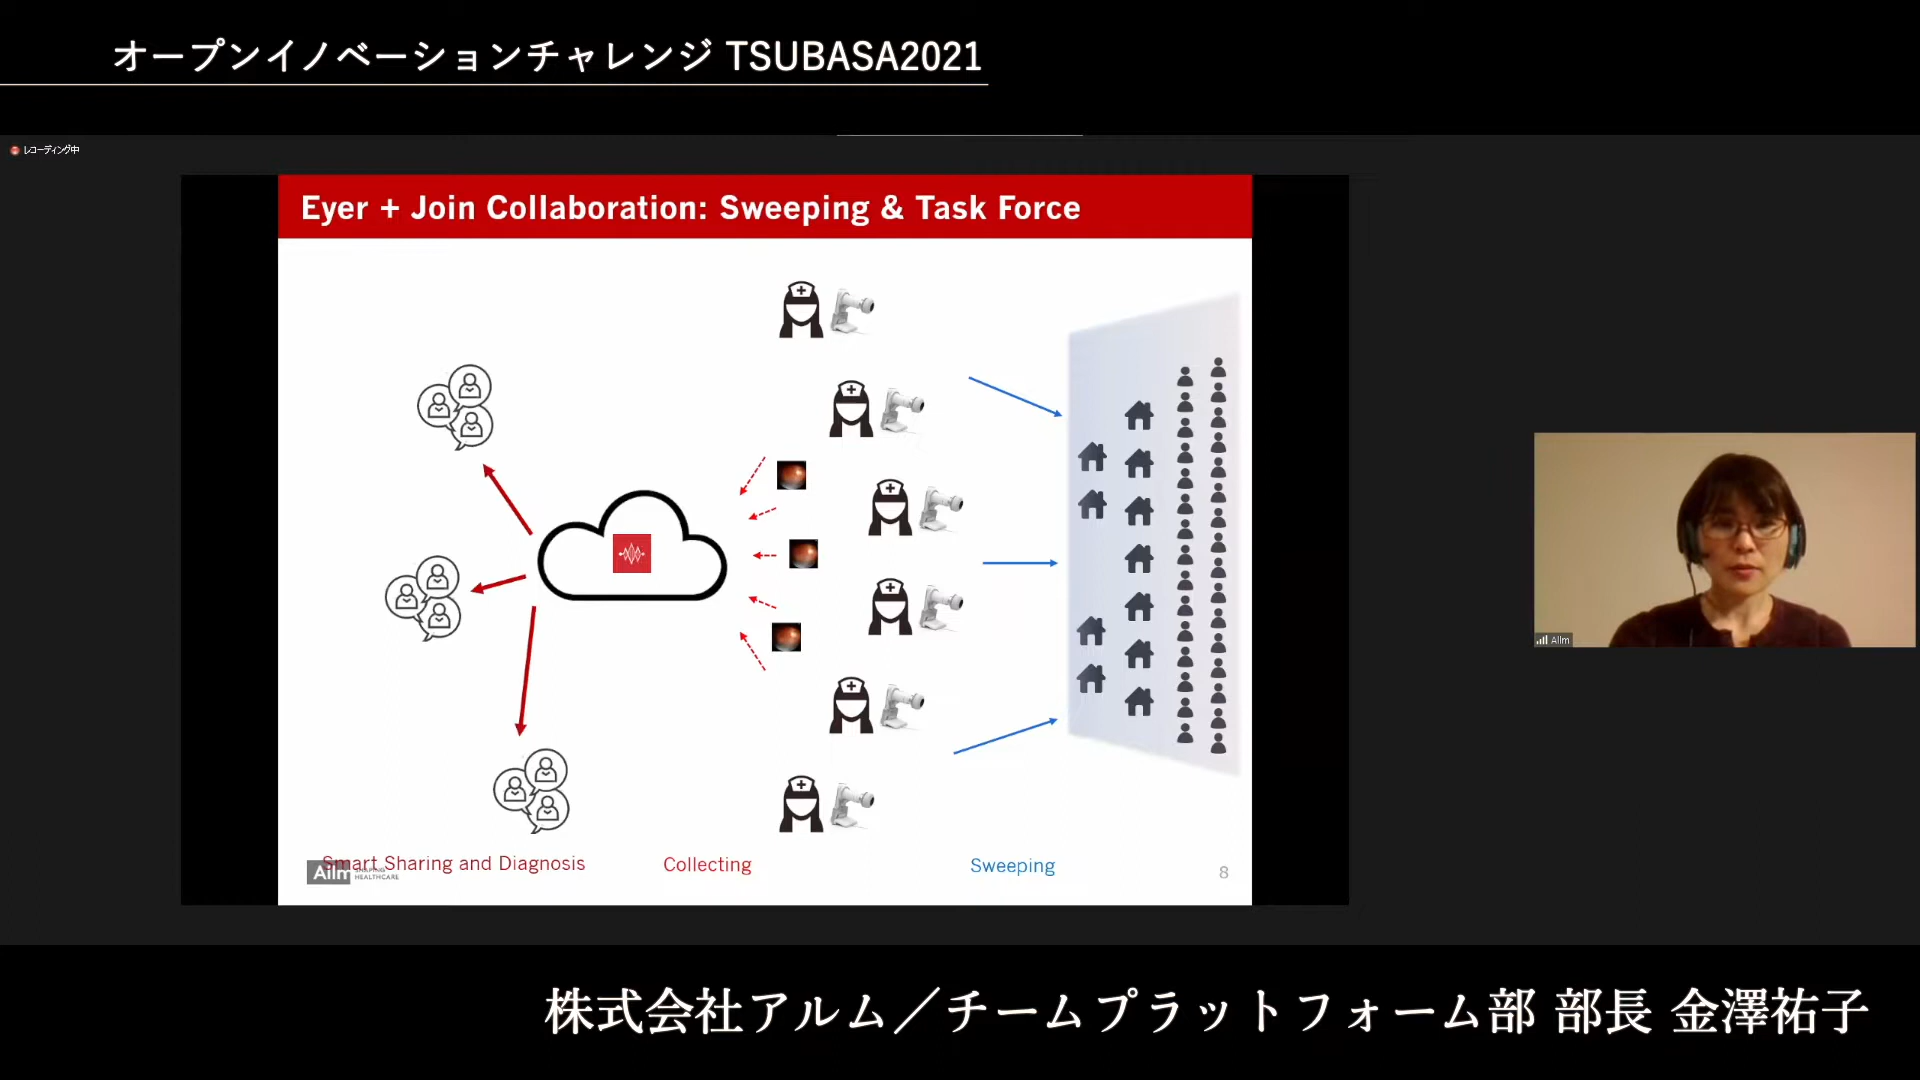 オープンイノベーションチャレンジ TSUBASA2021
レコーディング中
Eyer + Join Collaboration: Sweeping & Task Force
Smart Sharing and Diagnosis
Collecting
Sweeping
Allm
SHAPING
HEALTHCARE
8
Allm
株式会社アルム／チームプラットフォーム部 部長 金澤祐子